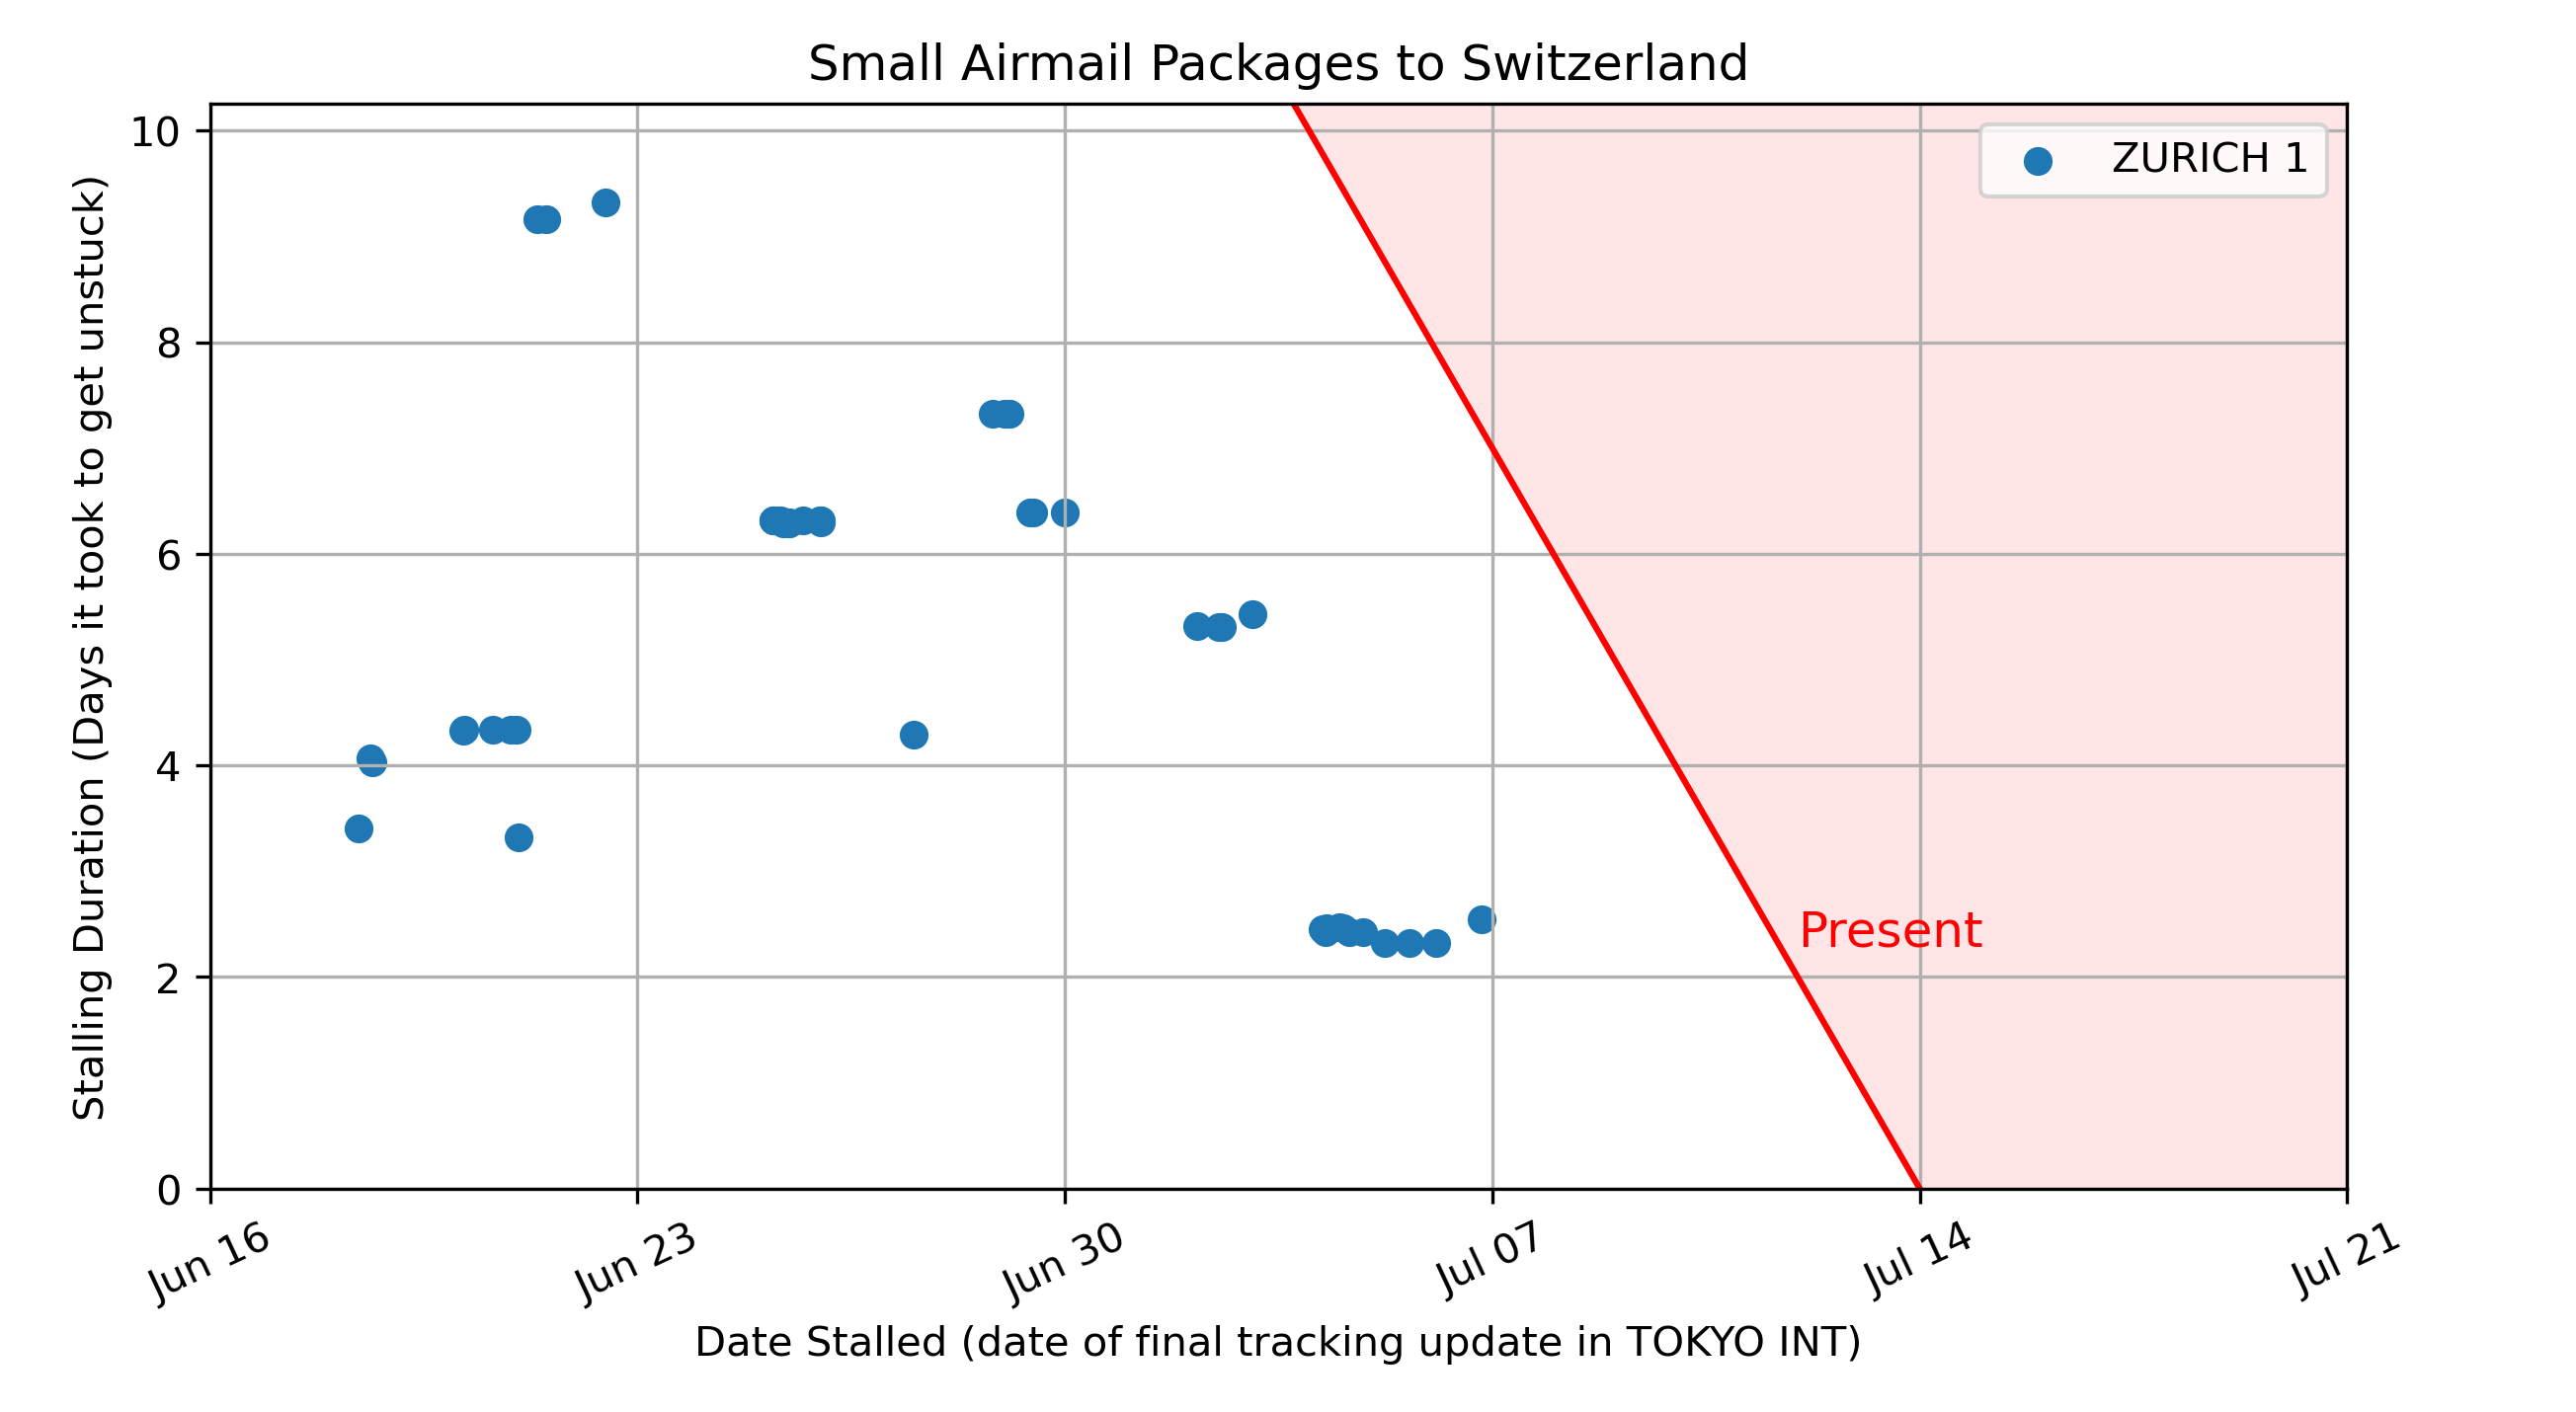 Small Airmail Packages to Switzerland
Stalling Duration (Days it took to get unstuck)
10
8
6
4
2
0
ZURICH 1
Present
Jun 16
Jun 23
Jun 30
Jul 07
Jul 14
Jul 21
Date Stalled (date of final tracking update in TOKYO INT)